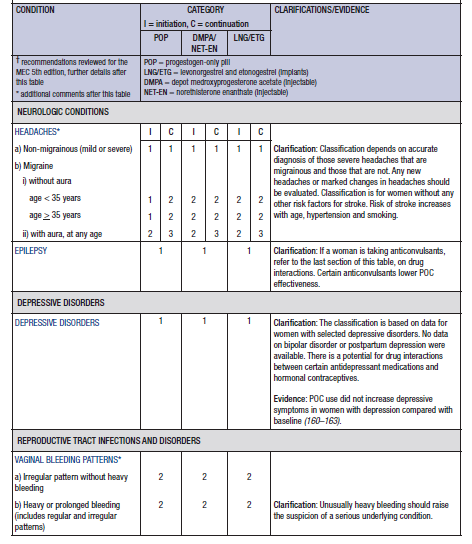 CONDITION
CATEGORY
I = initiation, C = continuation
CLARIFICATIONS/EVIDENCE
POP
DMPA/
NET-EN
LNG/ETG
† recommendations reviewed for the
MEC 5th edition, further details after
this table
* additional comments after this table
POP = progestogen-only pill
LNG/ETG = levonorgestrel and etonogestrel (implants)
DMPA = depot medroxyprogesterone acetate (injectable)
NET-EN = norethisterone enanthate (injectable)
NEUROLOGIC CONDITIONS
HEADACHES* I C I C I C
a) Non-migrainous (mild or severe) 1 1 1 1 1 1
b) Migraine
i) without aura
age < 35 years 1 2 2 2 2 2
age ≥ 35 years 1 2 2 2 2 2
ii) with aura, at any age 2 3 2 3 2 3
Clarification: Classification depends on accurate
diagnosis of those severe headaches that are
migrainous and those that are not. Any new
headaches or marked changes in headaches should
be evaluated. Classification is for women without any
other risk factors for stroke. Risk of stroke increases
with age, hypertension and smoking.
EPILEPSY 1 1 1
Clarification: If a woman is taking anticonvulsants,
refer to the last section of this table, on drug
interactions. Certain anticonvulsants lower POC
effectiveness.
DEPRESSIVE DISORDERS
DEPRESSIVE DISORDERS 1 1 1
Clarification: The classification is based on data for
women with selected depressive disorders. No data
on bipolar disorder or postpartum depression were
available. There is a potential for drug interactions
between certain antidepressant medications and
hormonal contraceptives.
Evidence: POC use did not increase depressive
symptoms in women with depression compared with
baseline (160–163).
REPRODUCTIVE TRACT INFECTIONS AND DISORDERS
VAGINAL BLEEDING PATTERNS*
a) Irregular pattern without heavy 2 2 2
bleeding
b) Heavy or prolonged bleeding 2 2 2
(includes regular and irregular
patterns)
Clarification: Unusually heavy bleeding should raise
the suspicion of a serious underlying condition.